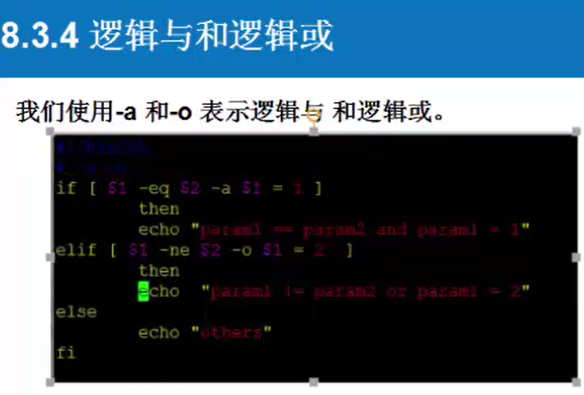 8.3.4 逻辑与和逻辑或
我们使用-a 和-o 表示逻辑与 和逻辑或。
#!/bin/sh
if [ $1 -eq $2 -a $1 = 1 ]
then
echo "param1 == param2 and param1 = 1"
elif [ $1 -ne $2 -o $1 = 2 ]
then
echo "param1 != param2 or param1 = 2"
else
echo "others"
fi